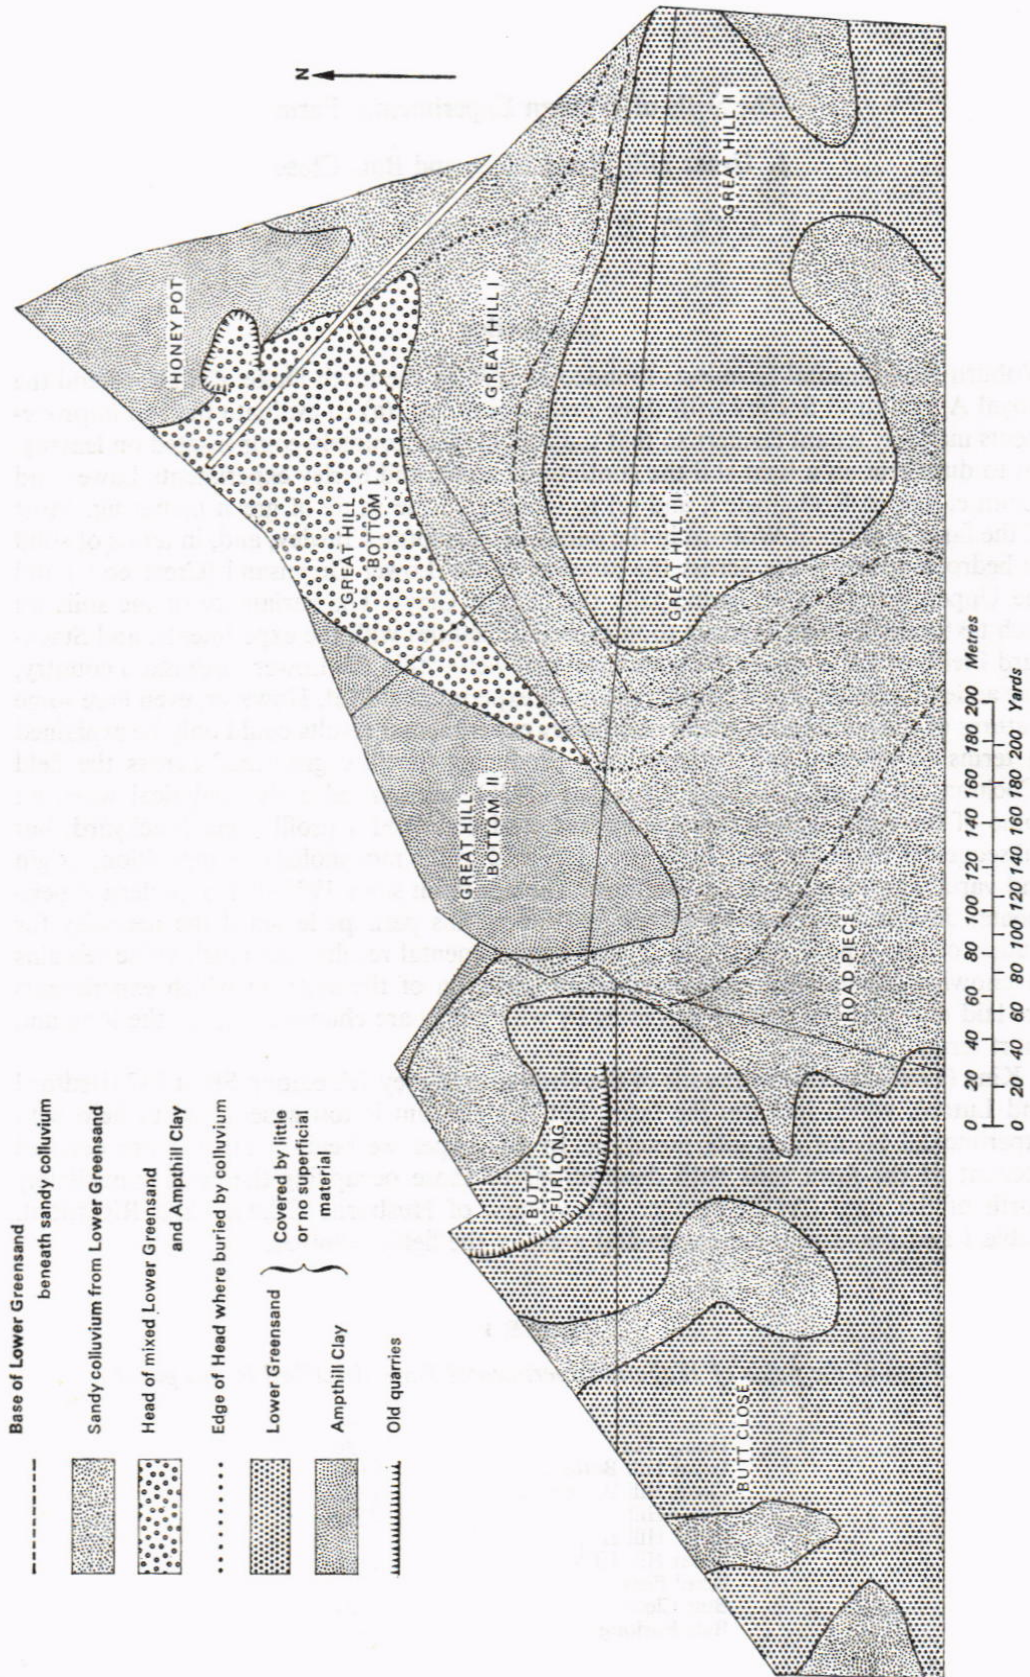 Base of Lower Greensand
beneath sandy colluvium
Sandy colluvium from Lower Greensand
Head of mixed Lower Greensand
and Ampthill Clay
Edge of Head where buried by colluvium
Lower Greensand
Ampthill Clay
Covered by little
or no superficial
material
Old quarries
N
HONEY POT
GREAT HILL
BOTTOM I
GREAT HILL I
GREAT HILL II
GREAT HILL III
GREAT HILL
BOTTOM II
ROAD PIECE
BUTT
FURLONG
BUTT CLOSE
0 20 40 60 80 100 120 140 160 180 200 Metres
0 20 40 60 80 100 120 140 160 180 200 Yards